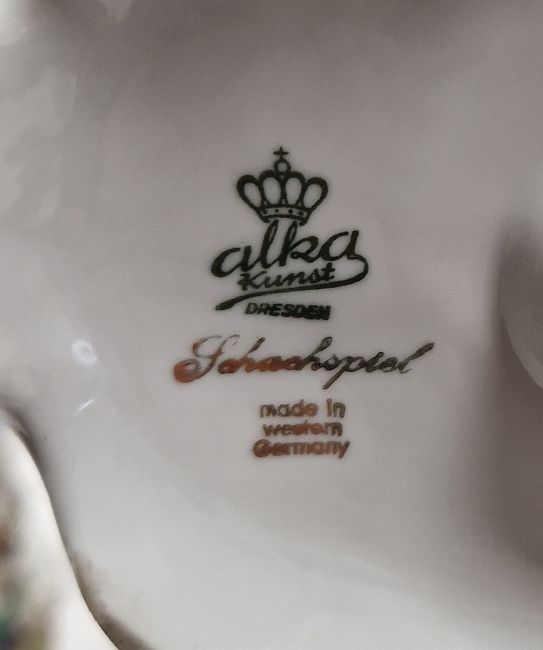 alka
Kunst
DRESDEN
Schachspiel
made in
western
Germany